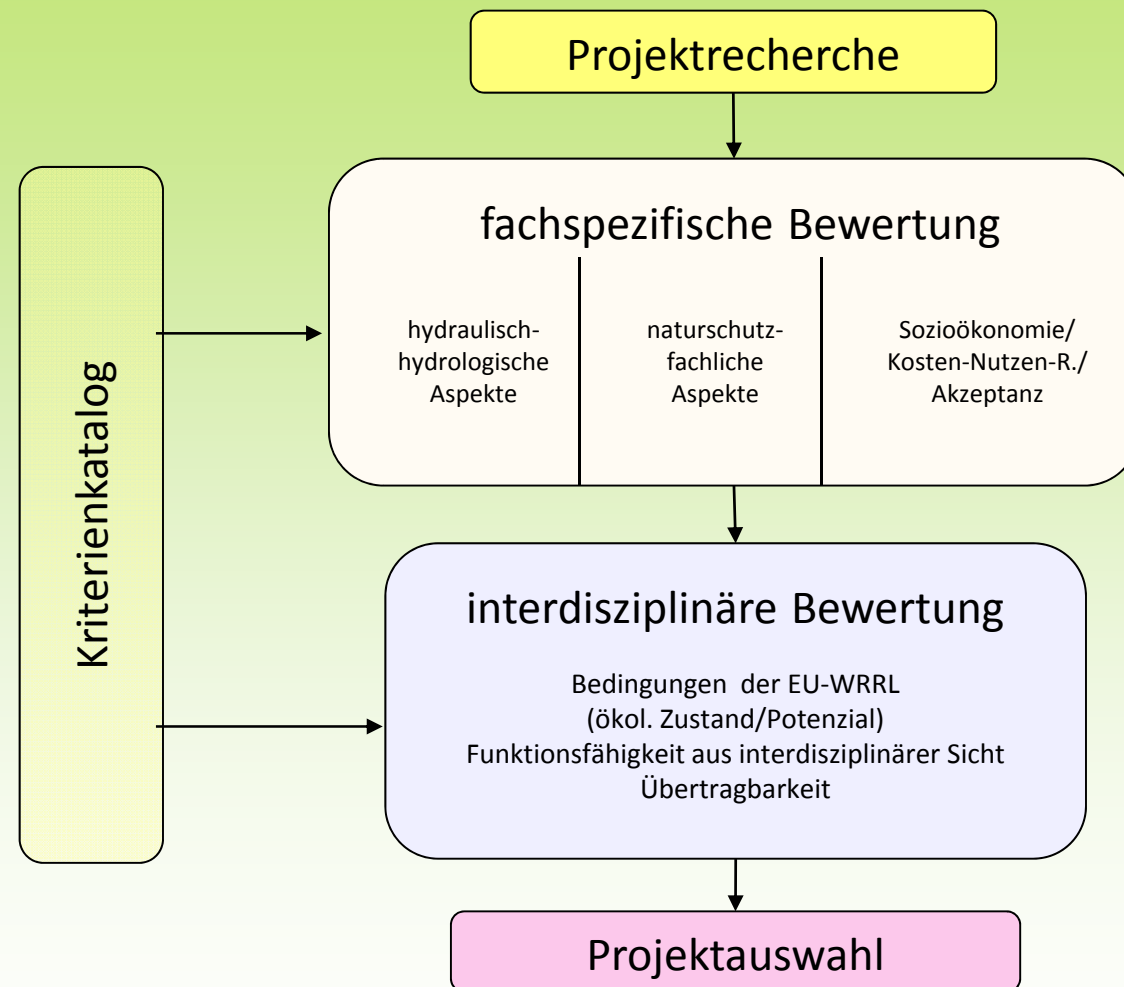 Projektrecherche
Kriterienkatalog
fachspezifische Bewertung
hydraulisch-
hydrologische
Aspekte
naturschutz-
fachliche
Aspekte
Sozioökonomie/
Kosten-Nutzen-R./
Akzeptanz
interdisziplinäre Bewertung
Bedingungen der EU-WRRL
(ökol. Zustand/Potenzial)
Funktionsfähigkeit aus interdisziplinärer Sicht
Übertragbarkeit
Projektauswahl